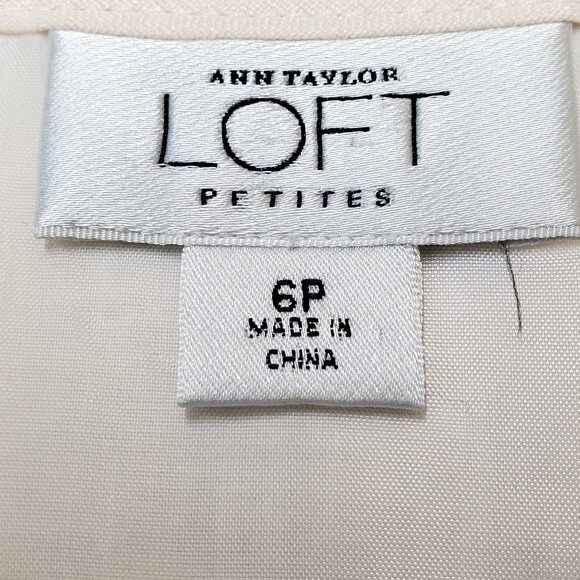 ANN TAYLOR
LOFT
PETITES
6P
MADE IN
CHINA